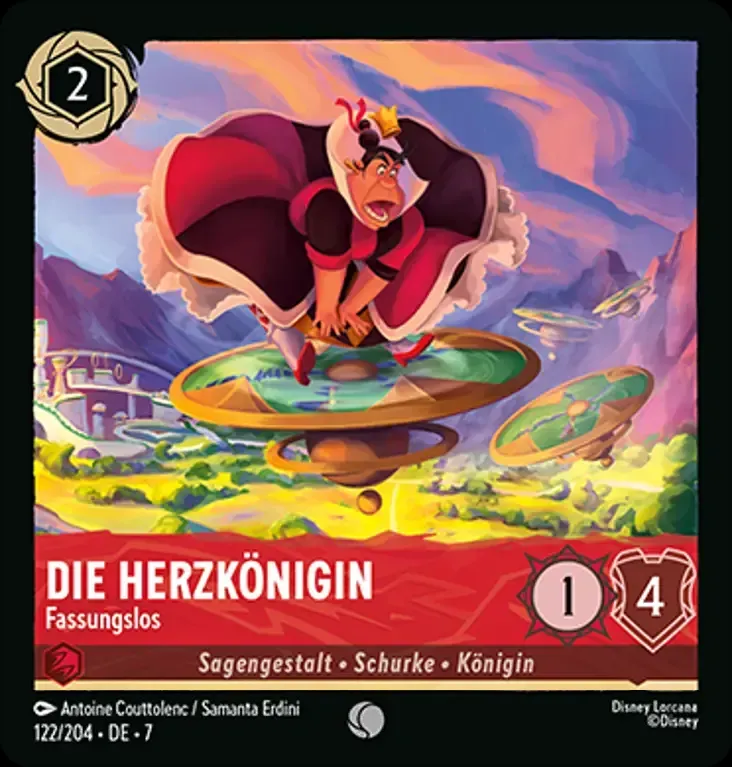 2
DIE HERZKÖNIGIN
Fassungslos
1
4
Sagengestalt • Schurke • Königin
Antoine Couttolenc / Samanta Erdini
122/204 • DE • 7
Disney Lorcana
©Disney